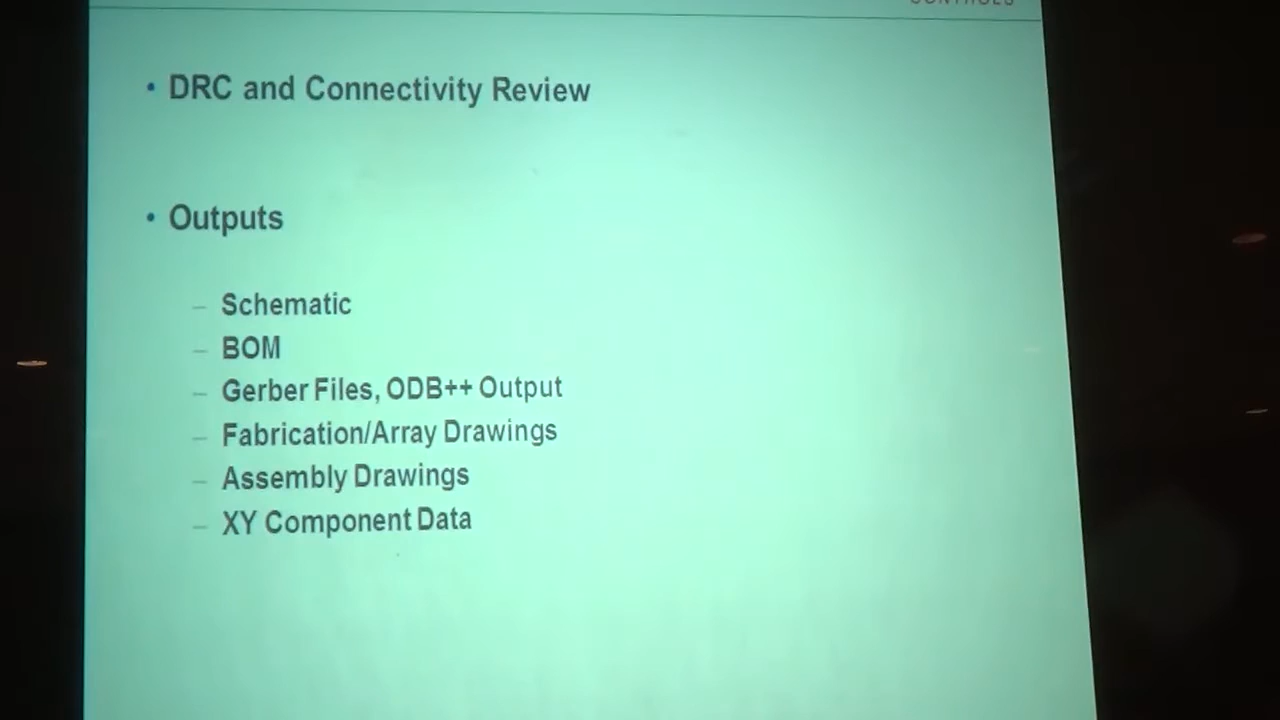 • DRC and Connectivity Review
• Outputs
– Schematic
– BOM
– Gerber Files, ODB++ Output
– Fabrication/Array Drawings
– Assembly Drawings
– XY Component Data